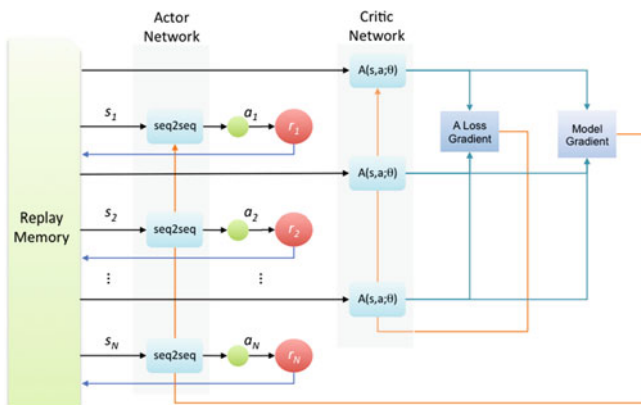 Actor
Network
Critic
Network
A(s,a;θ)
s1
seq2seq
a1
r1
A Loss
Gradient
Model
Gradient
A(s,a;θ)
Replay
Memory
s2
seq2seq
a2
r2
⋮
⋮
A(s,a;θ)
sN
seq2seq
aN
rN